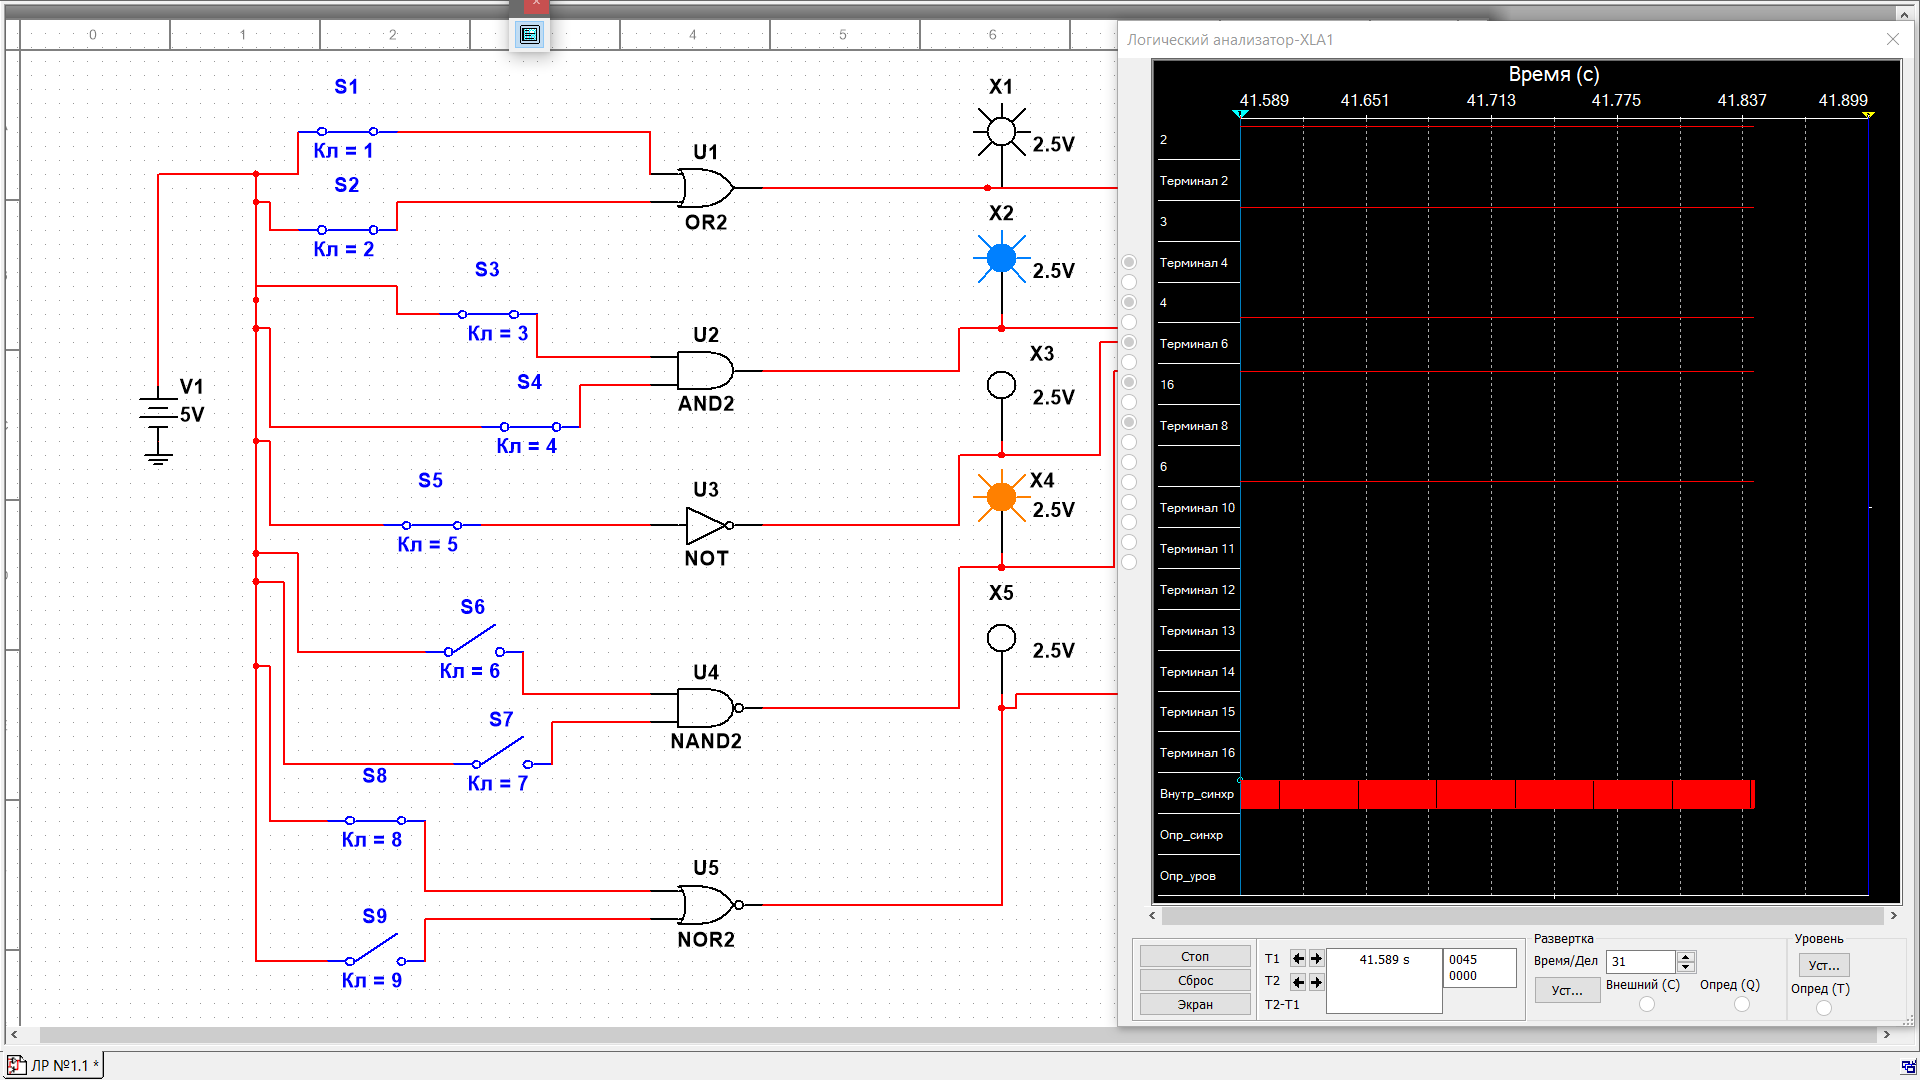 0 1 2 4 5 6
S1
Кл = 1
S2
Кл = 2
S3
Кл = 3
S4
Кл = 4
S5
Кл = 5
S6
Кл = 6
S7
Кл = 7
S8
Кл = 8
S9
Кл = 9
V1
5V
U1
OR2
U2
AND2
U3
NOT
U4
NAND2
U5
NOR2
X1
2.5V
X2
2.5V
X3
2.5V
X4
2.5V
X5
2.5V
Логический анализатор-XLA1
Время (с)
41.589 41.651 41.713 41.775 41.837 41.899
2
Терминал 2
3
Терминал 4
4
Терминал 6
16
Терминал 8
6
Терминал 10
Терминал 11
Терминал 12
Терминал 13
Терминал 14
Терминал 15
Терминал 16
Внутр_синхр
Опр_синхр
Опр_уров
Стоп
Сброс
Экран
T1
T2
T2-T1
41.589 s
0045
0000
Развертка
Время/Дел 31
Уст...
Внешний (С)
Опред (Q)
Уровень
Уст...
Опред (Т)
ЛР №1.1 *